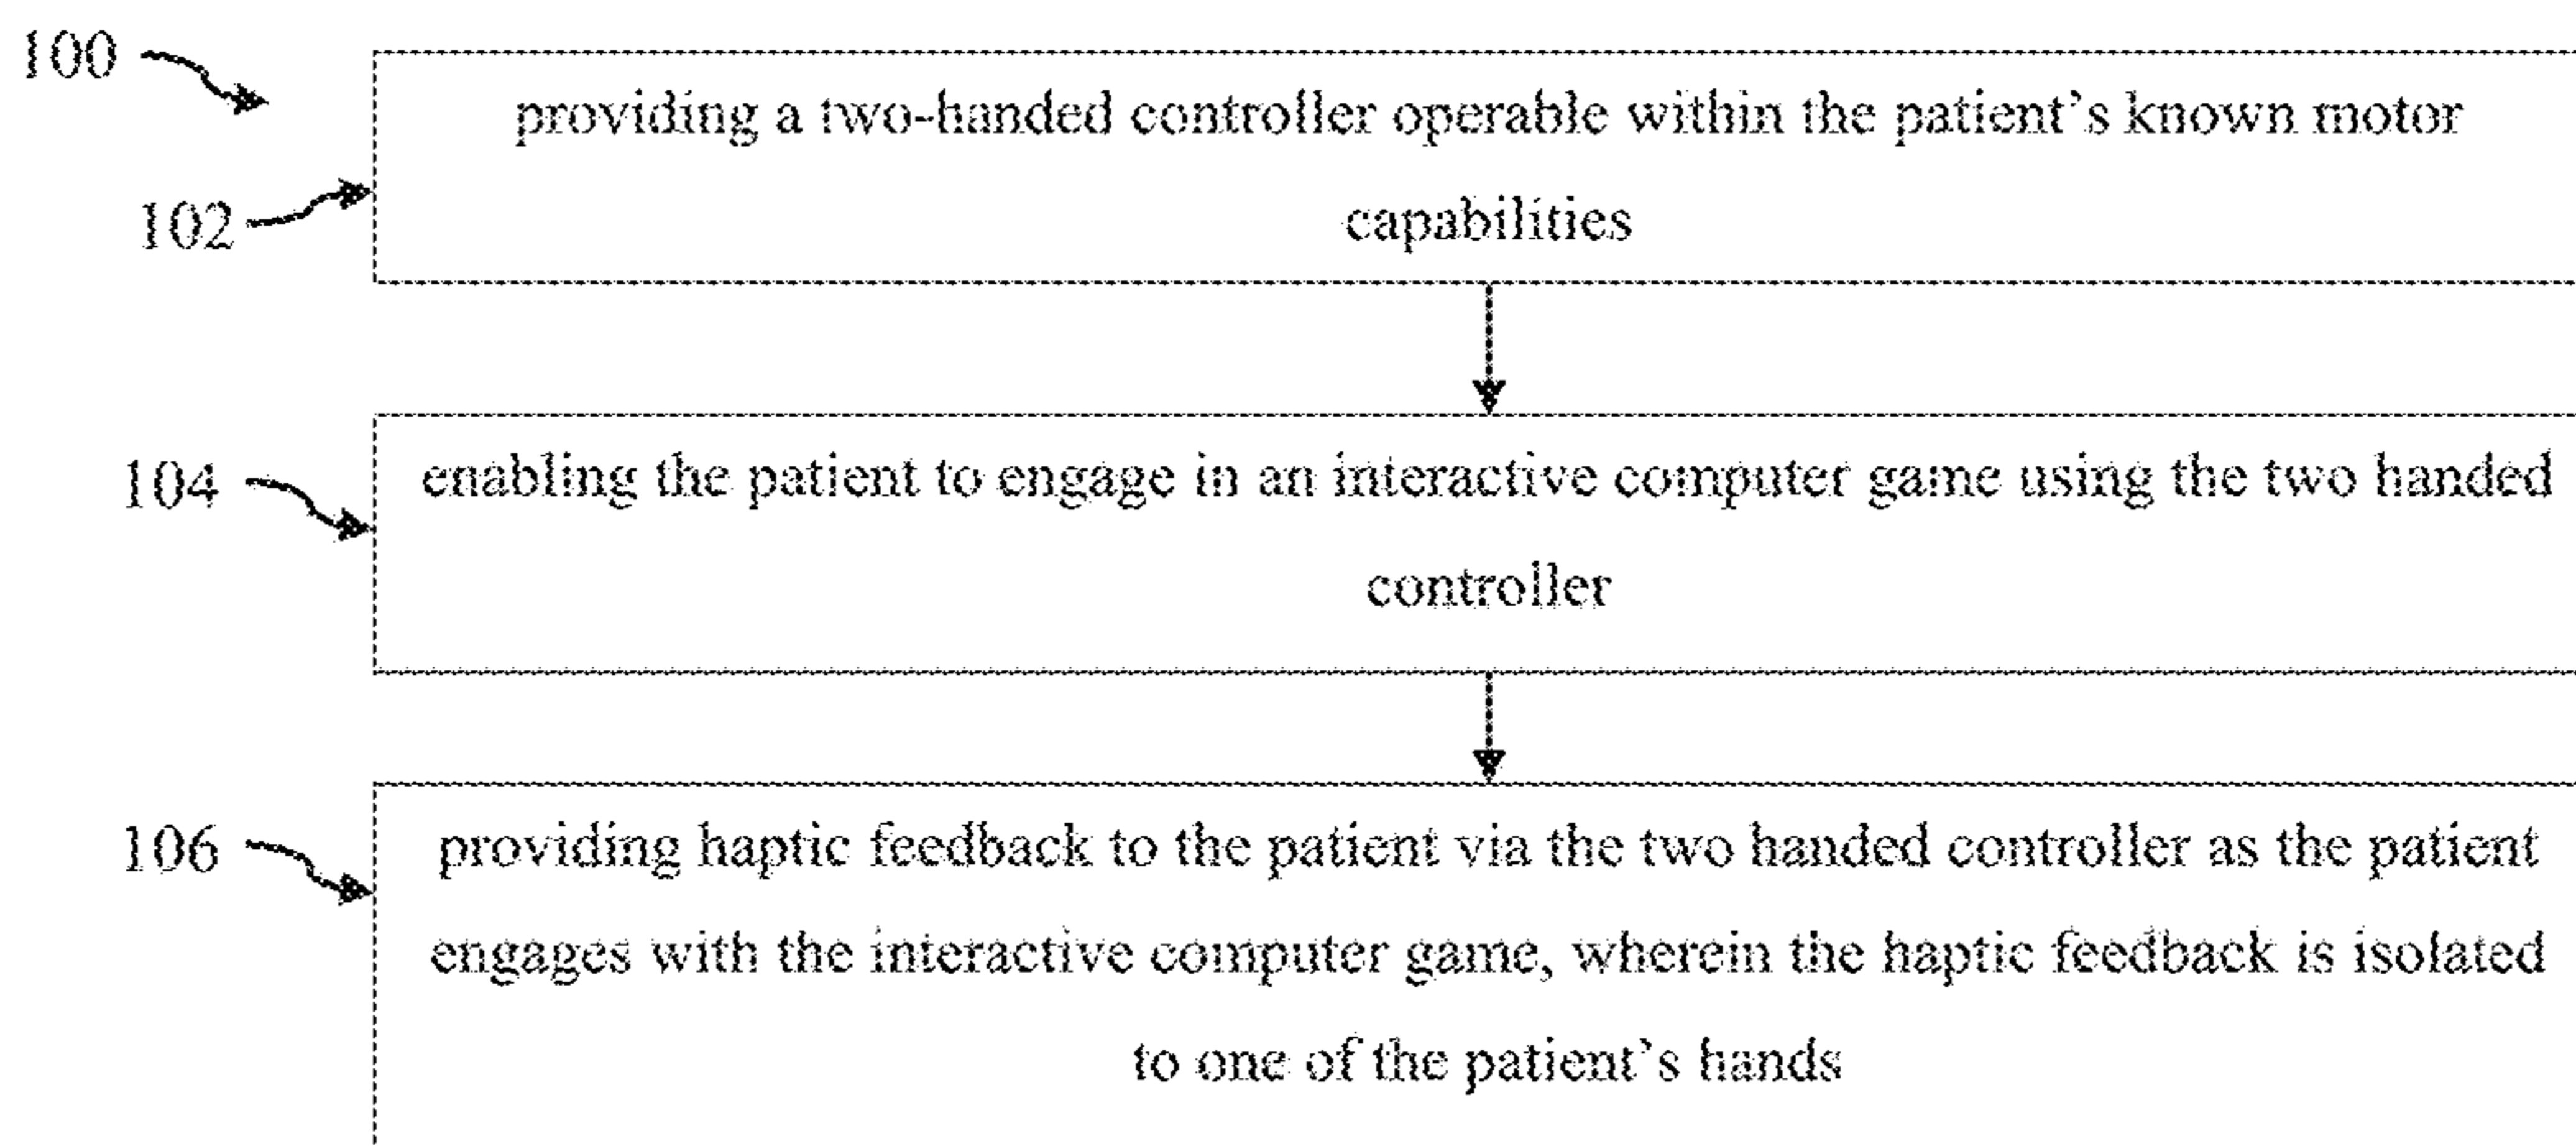 100
providing a two-handed controller operable within the patient's known motor
102
capabilities
104
enabling the patient to engage in an interactive computer game using the two handed
controller
106
providing haptic feedback to the patient via the two handed controller as the patient
engages with the interactive computer game, wherein the haptic feedback is isolated
to one of the patient's hands